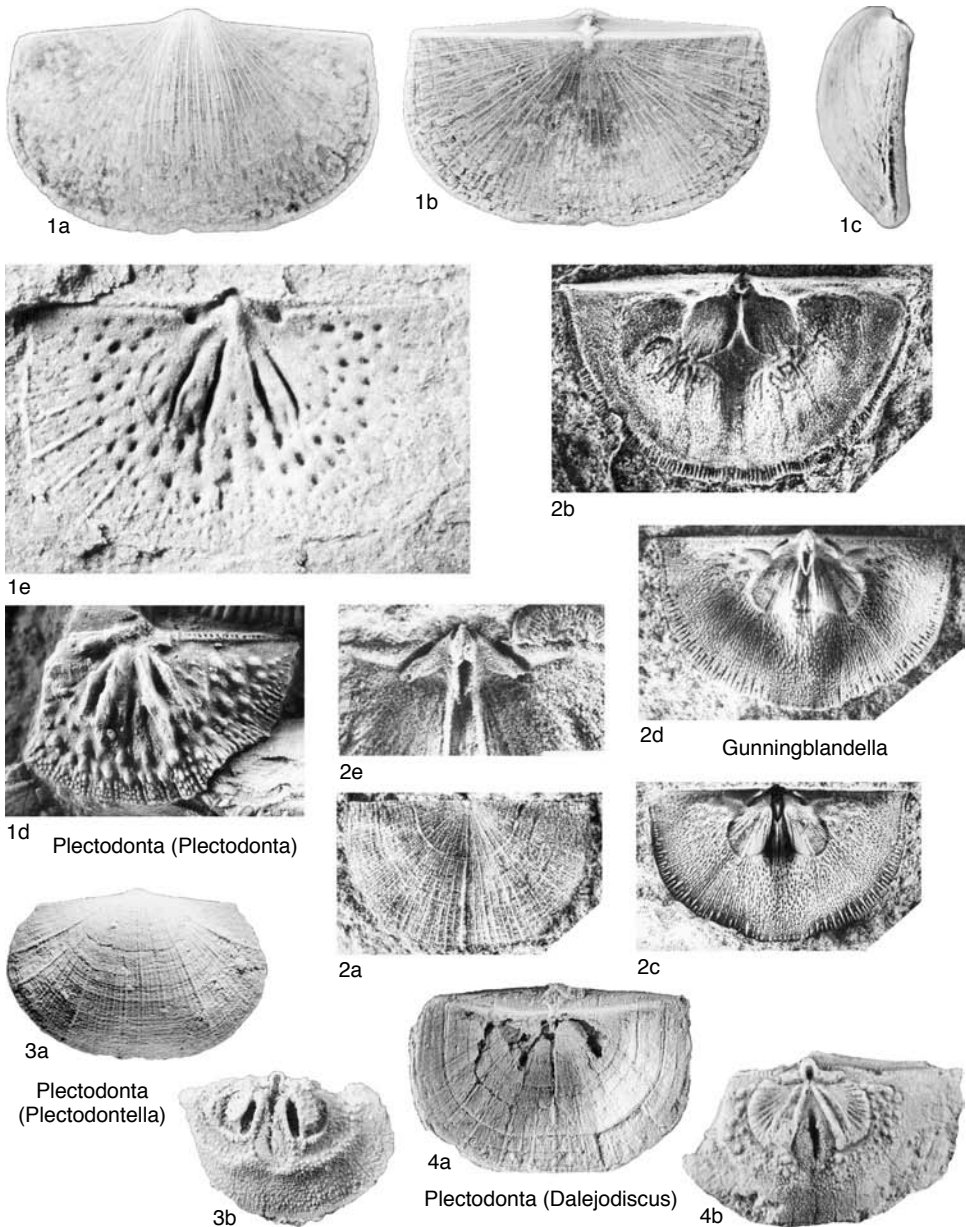 1a
1b
1c
1e
2b
2d
Gunningblandella
2e
1d
Plectodonta (Plectodonta)
2a
2c
3a
Plectodonta
(Plectodontella)
3b
4a
Plectodonta (Dalejodiscus)
4b